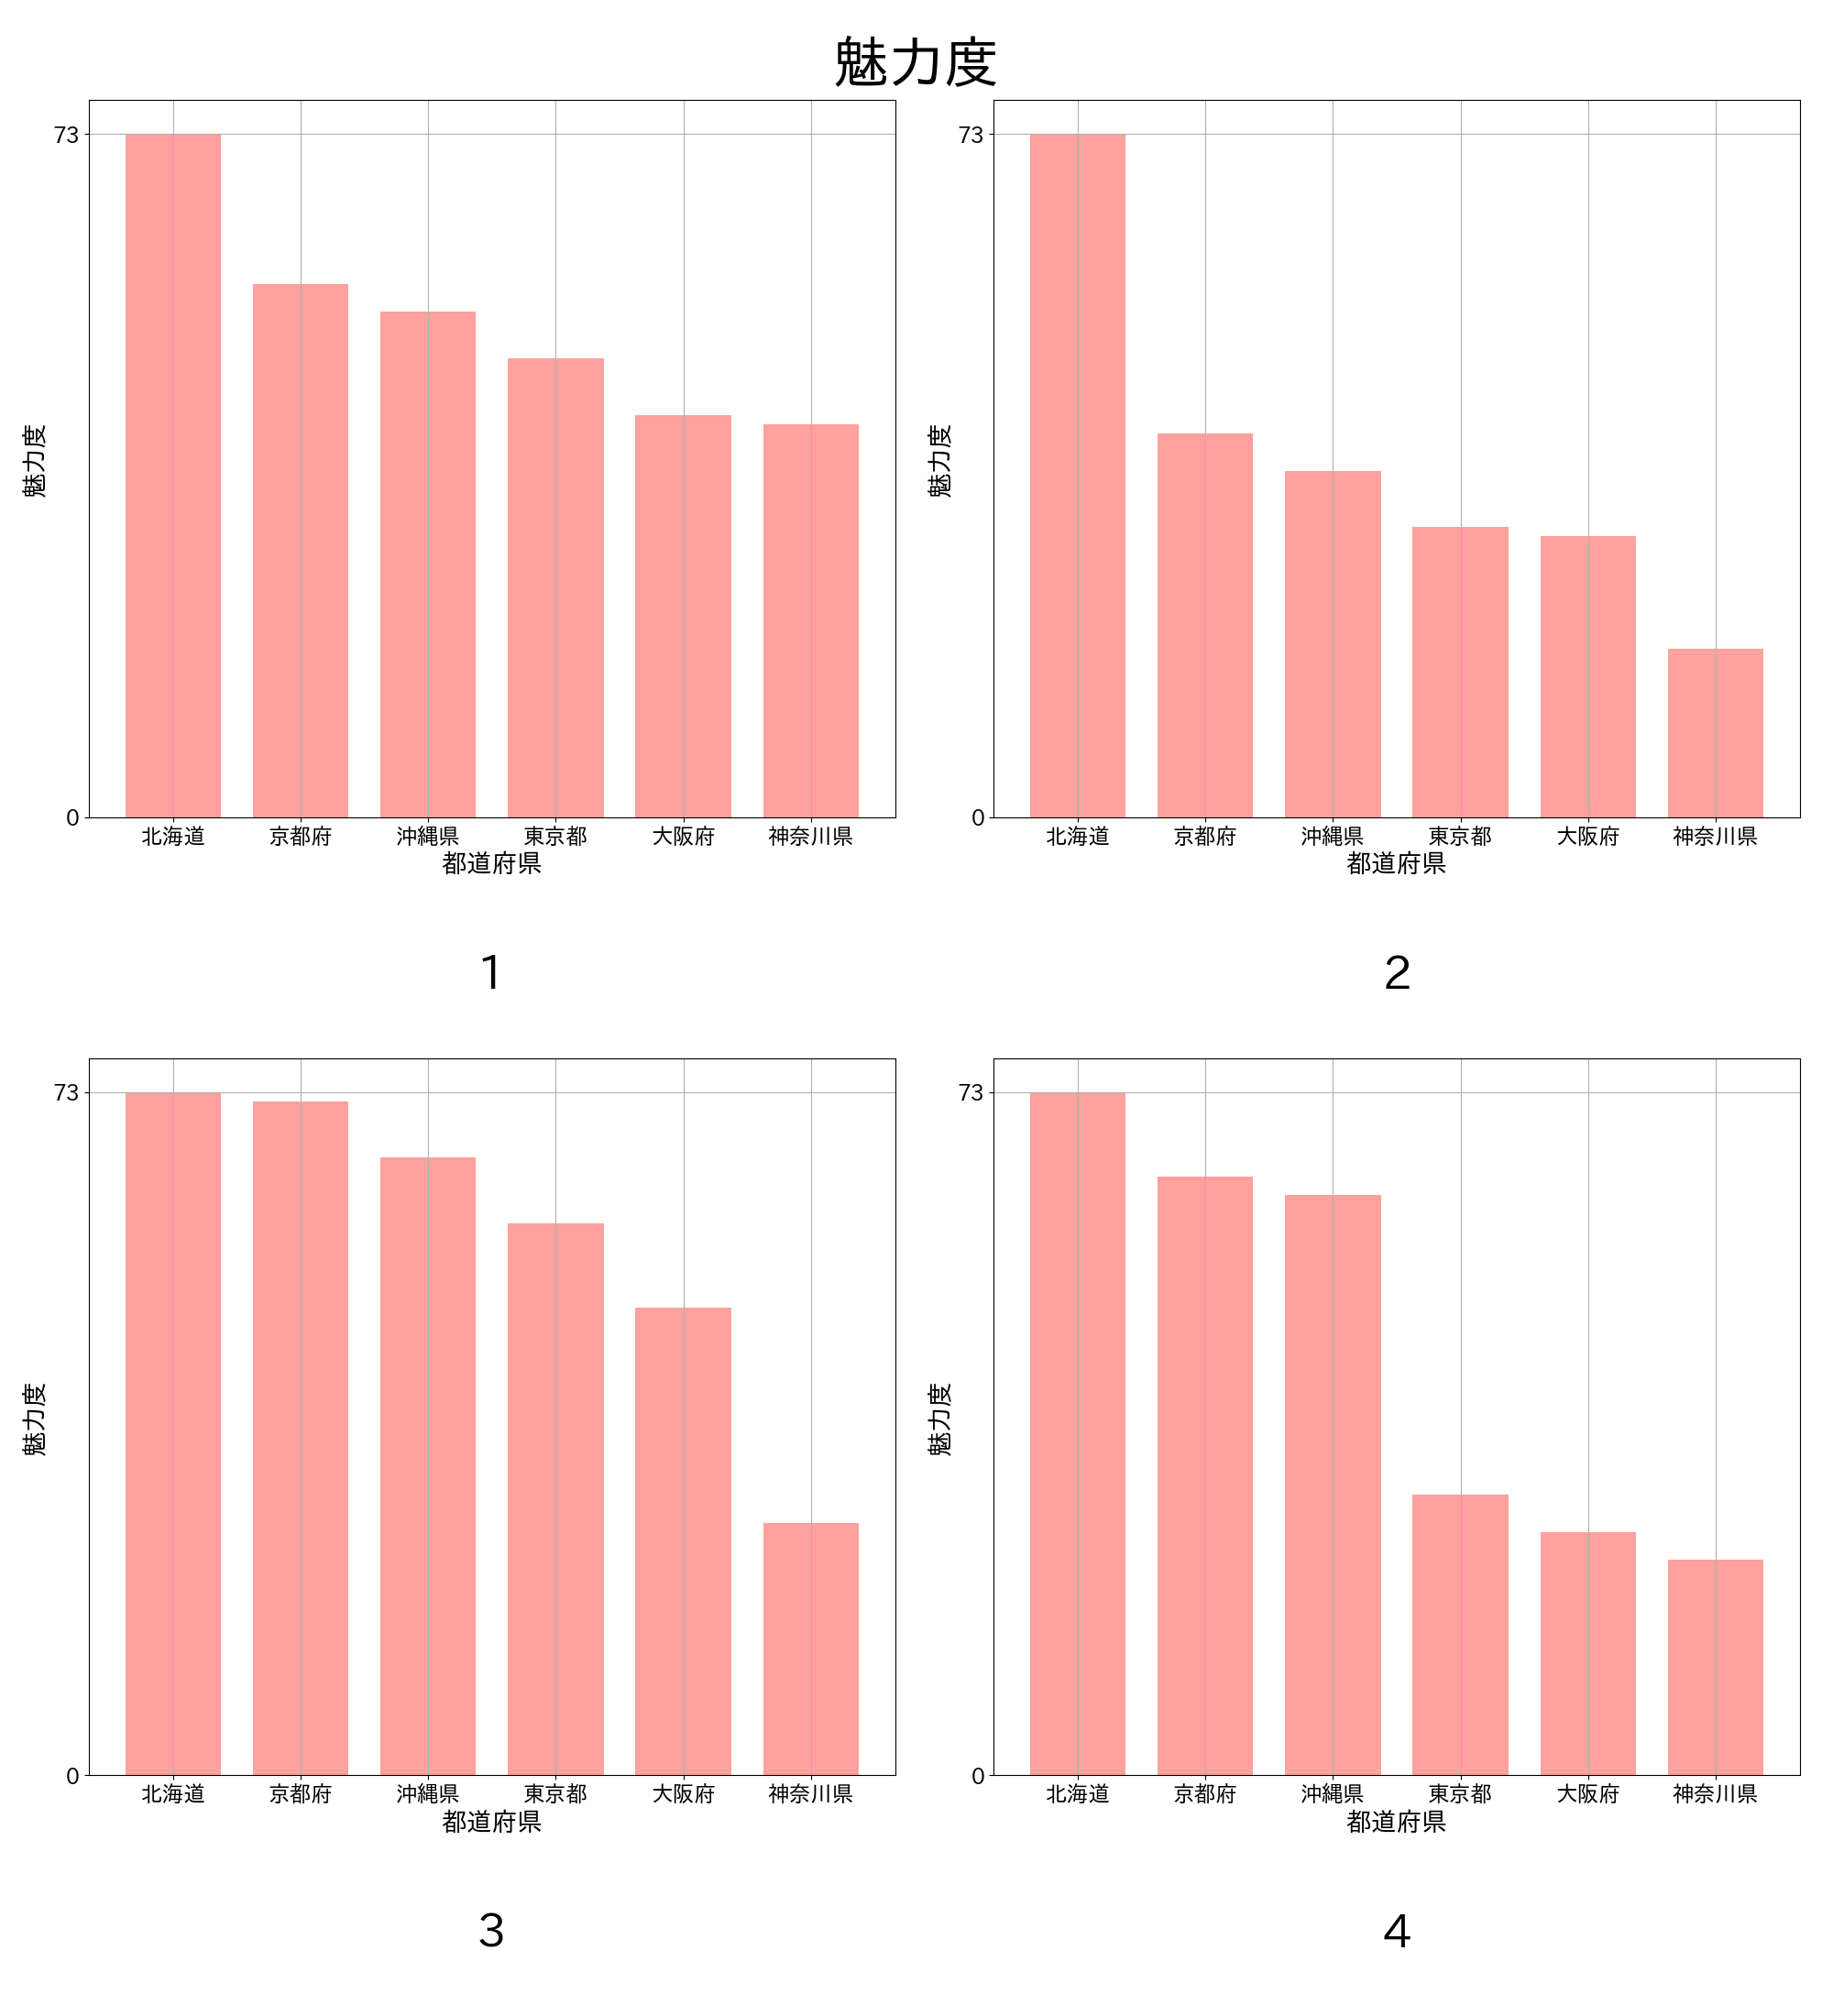 魅力度
73
0
魅力度
北海道 京都府 沖縄県 東京都 大阪府 神奈川県
都道府県
1
73
0
魅力度
北海道 京都府 沖縄県 東京都 大阪府 神奈川県
都道府県
2
73
0
魅力度
北海道 京都府 沖縄県 東京都 大阪府 神奈川県
都道府県
3
73
0
魅力度
北海道 京都府 沖縄県 東京都 大阪府 神奈川県
都道府県
4